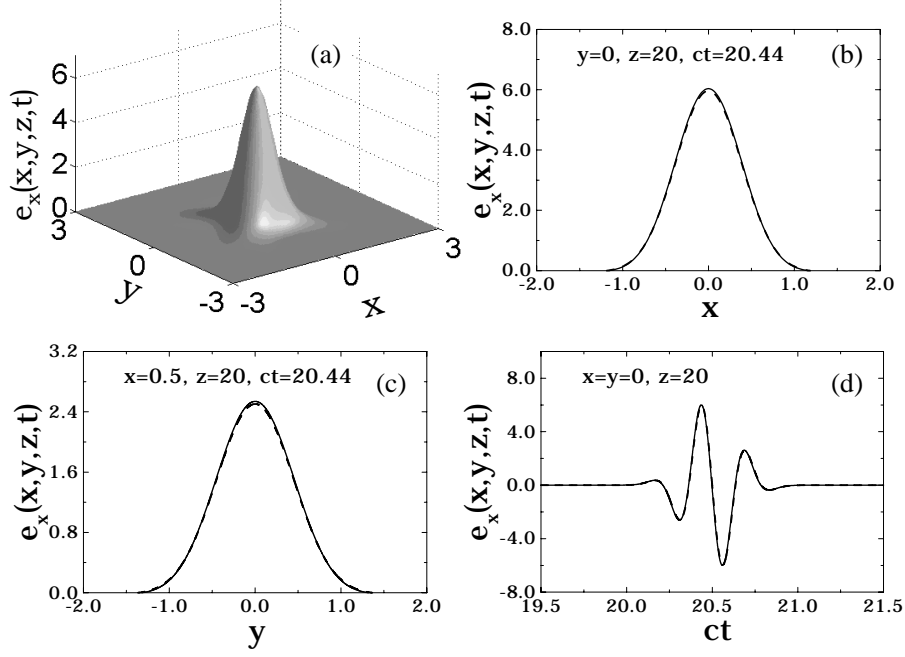 (a)
e_x(x,y,z,t)
6
4
2
0
3
0
-3
y
-3
0
3
x
(b)
y=0, z=20, ct=20.44
e_x(x,y,z,t)
8.0
6.0
4.0
2.0
0.0
-2.0 -1.0 0.0 1.0 2.0
x
(c)
x=0.5, z=20, ct=20.44
e_x(x,y,z,t)
3.2
2.4
1.6
0.8
0.0
-2.0 -1.0 0.0 1.0 2.0
y
(d)
x=y=0, z=20
e_x(x,y,z,t)
8.0
4.0
0.0
-4.0
-8.0
19.5 20.0 20.5 21.0 21.5
ct